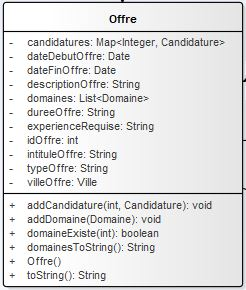 Offre
- candidatures: Map<Integer, Candidature>
- dateDebutOffre: Date
- dateFinOffre: Date
- descriptionOffre: String
- domaines: List<Domaine>
- dureeOffre: String
- experienceRequise: String
- idOffre: int
- intituleOffre: String
- typeOffre: String
- villeOffre: Ville
+ addCandidature(int, Candidature): void
+ addDomaine(Domaine): void
+ domaineExiste(int): boolean
+ domainesToString(): String
+ Offre()
+ toString(): String